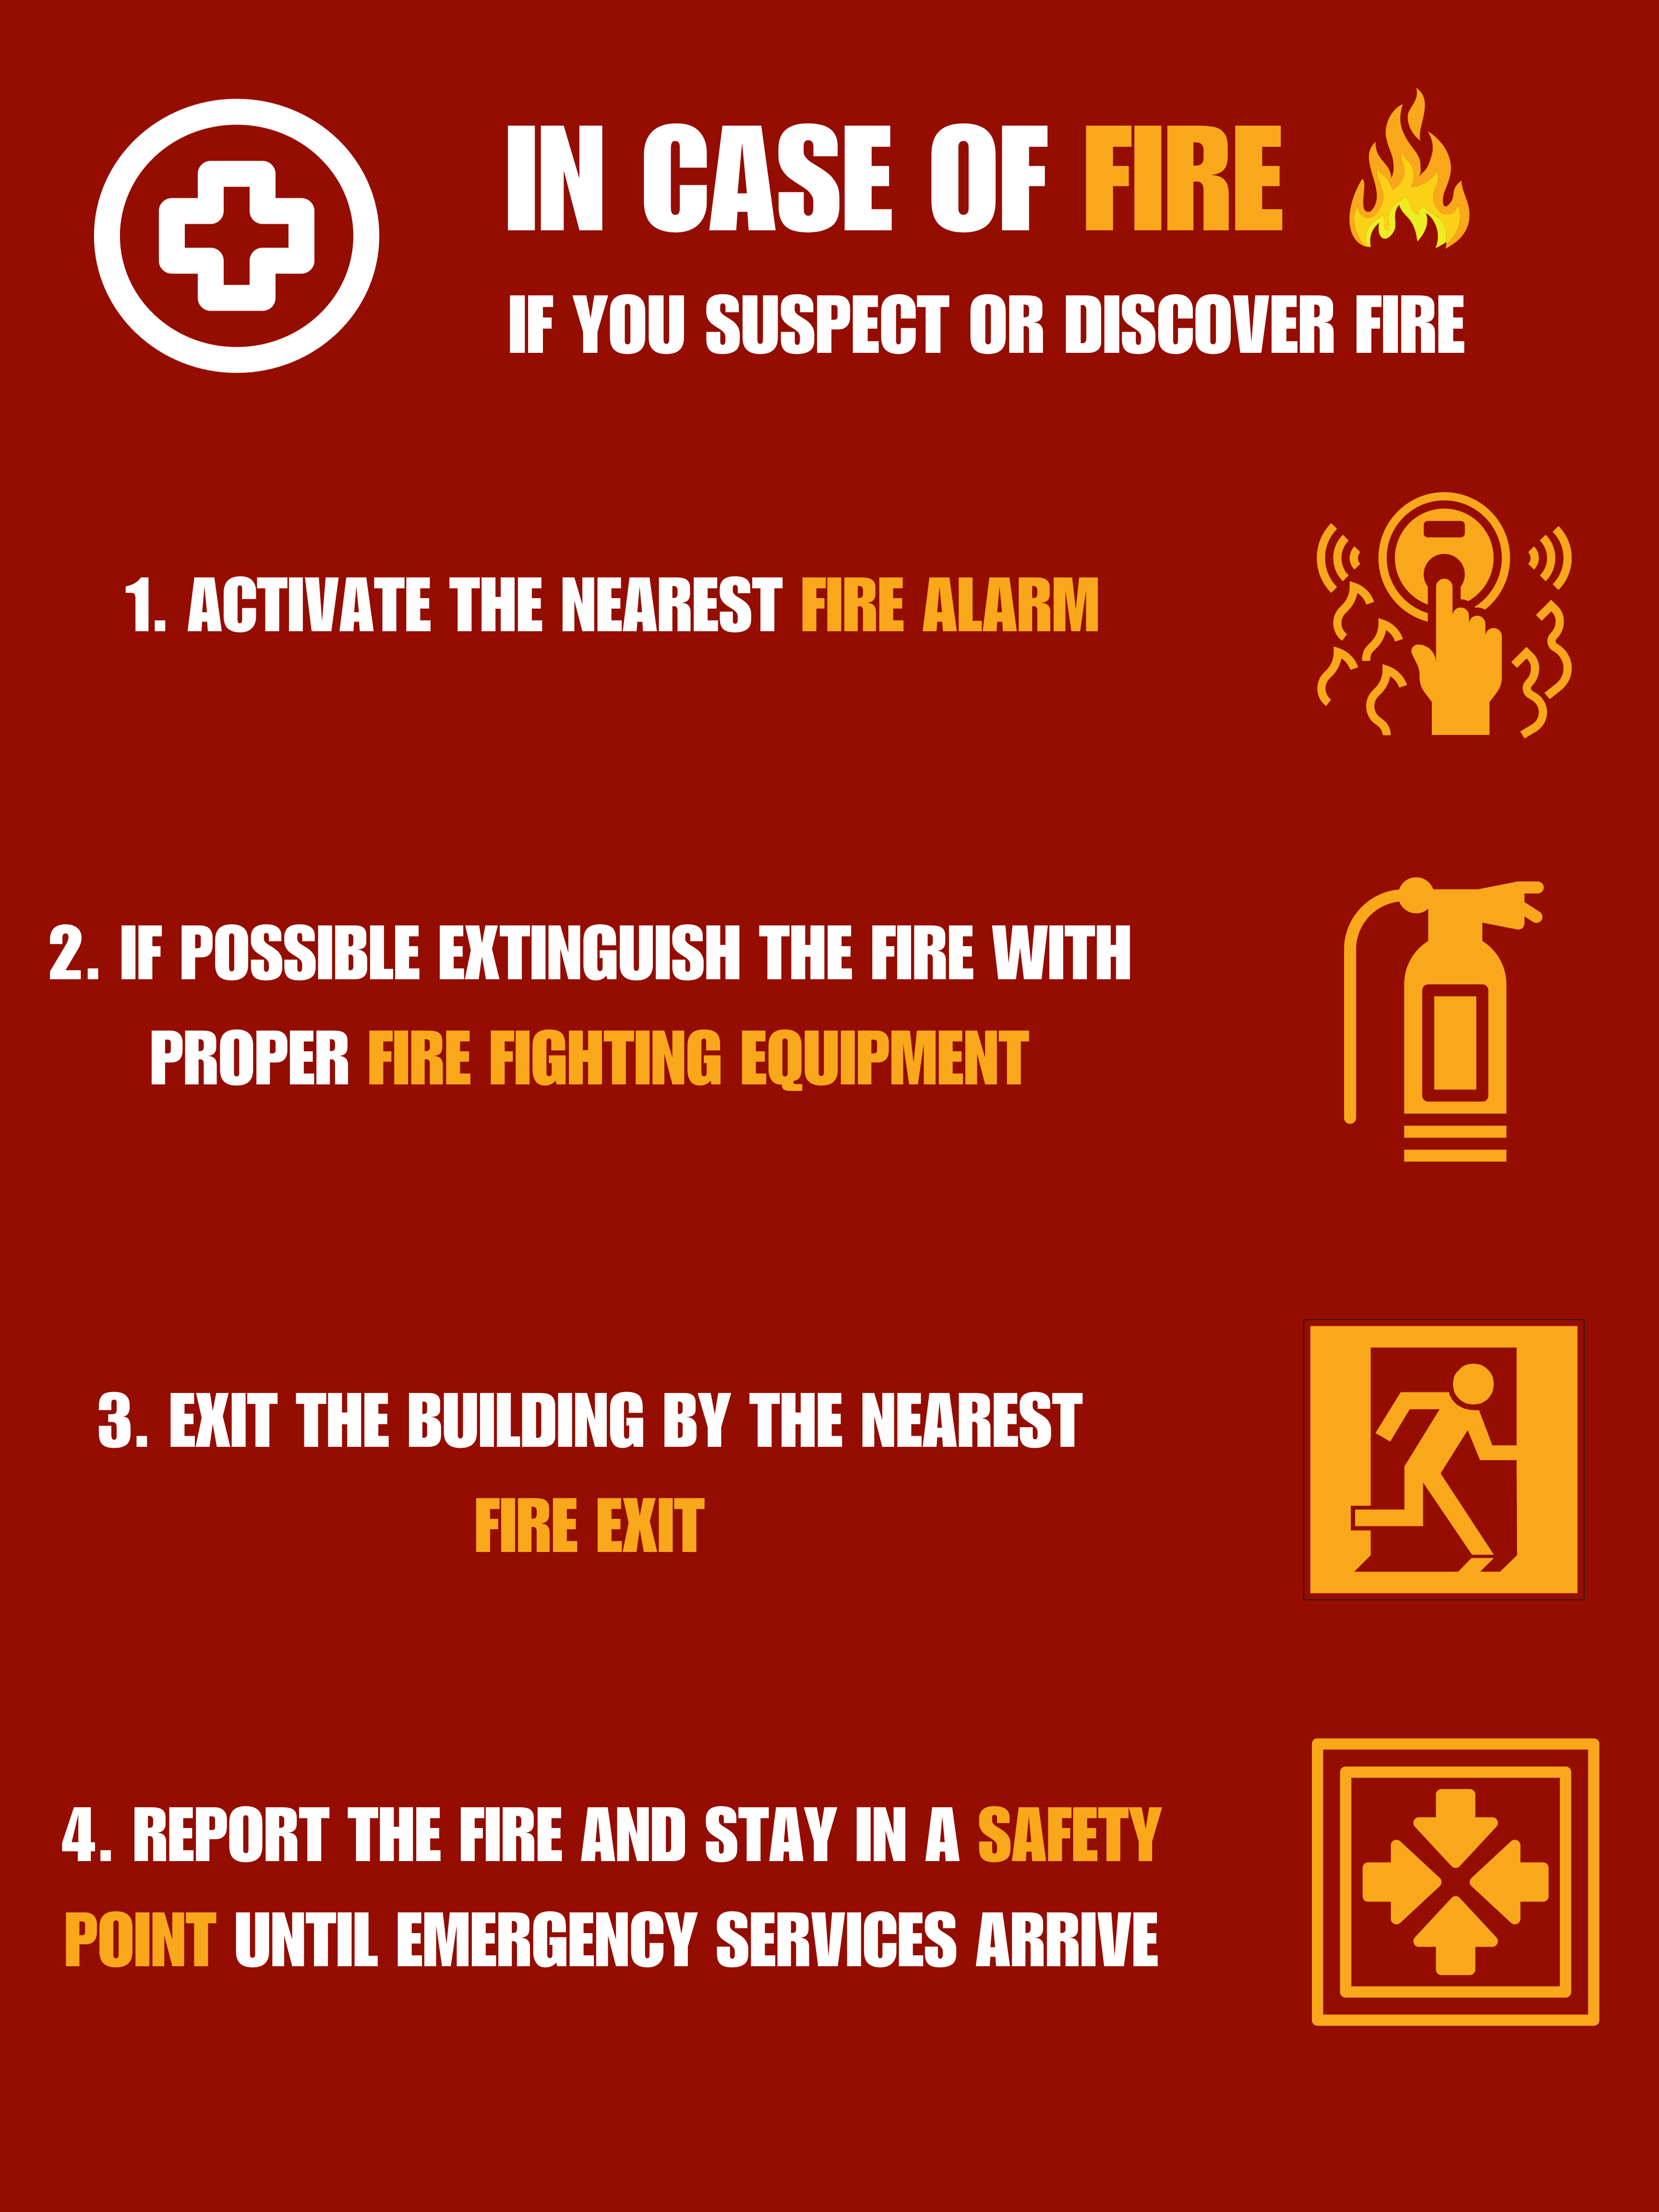 IN CASE OF FIRE
IF YOU SUSPECT OR DISCOVER FIRE
1. ACTIVATE THE NEAREST FIRE ALARM
2. IF POSSIBLE EXTINGUISH THE FIRE WITH
PROPER FIRE FIGHTING EQUIPMENT
3. EXIT THE BUILDING BY THE NEAREST
FIRE EXIT
4. REPORT THE FIRE AND STAY IN A SAFETY
POINT UNTIL EMERGENCY SERVICES ARRIVE